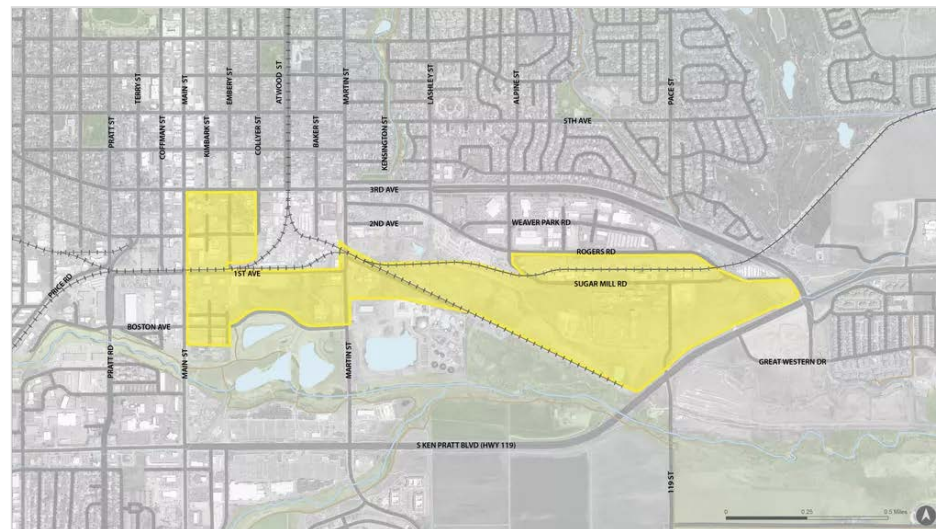 TERRY ST
MAIN ST
EMBERY ST
ATWOOD ST
MARTIN ST
LASHLEY ST
ALPINE ST
PACE ST
PRATT ST
COFFMAN ST
KIMBARK ST
COLLYER ST
BAKER ST
KENSINGTON ST
5TH AVE
3RD AVE
2ND AVE
WEAVER PARK RD
ROGERS RD
1ST AVE
SUGAR MILL RD
PRICE RD
BOSTON AVE
PRATT RD
MAIN ST
MARTIN ST
GREAT WESTERN DR
S KEN PRATT BLVD (HWY 119)
119 ST
0 0.25 0.5 Miles